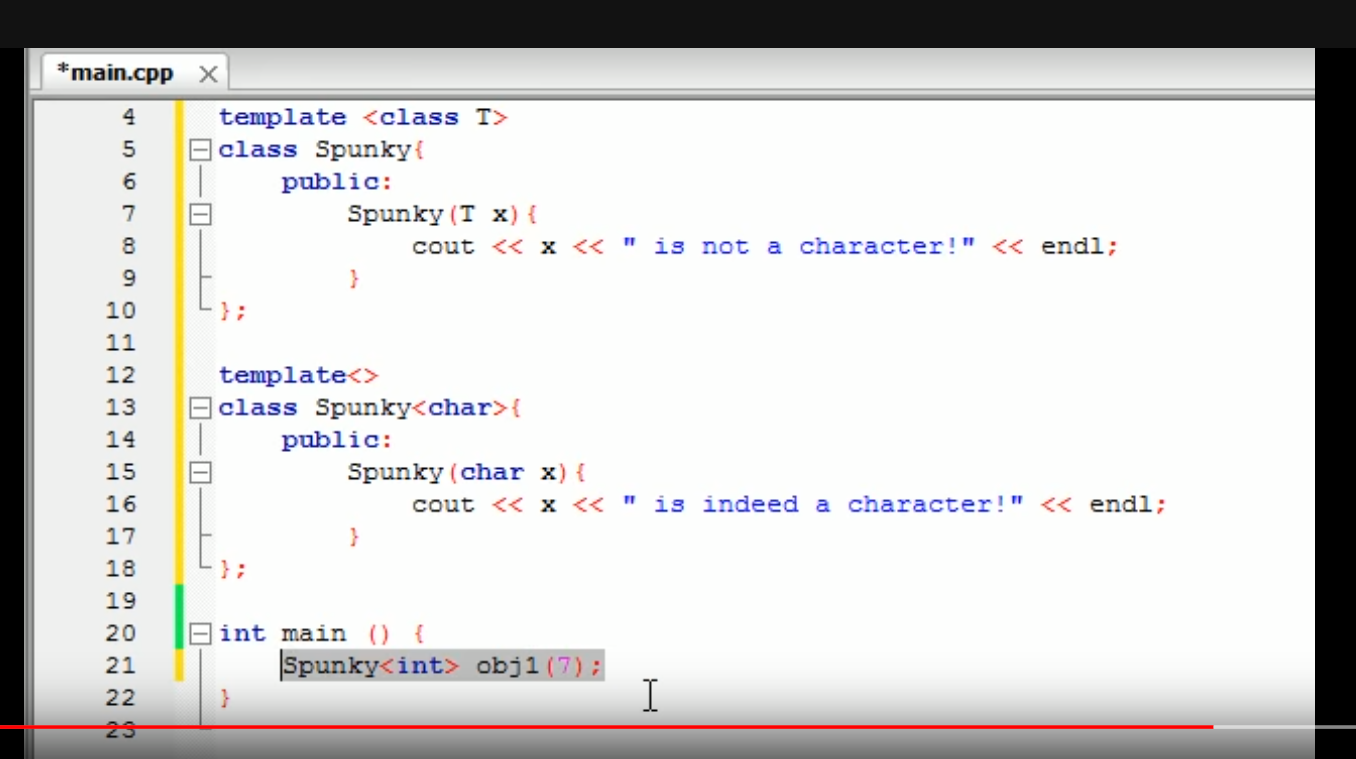 *main.cpp
4 template <class T>
5 class Spunky{
6 public:
7 Spunky(T x){
8 cout << x << " is not a character!" << endl;
9 }
10 };
11
12 template<>
13 class Spunky<char>{
14 public:
15 Spunky(char x){
16 cout << x << " is indeed a character!" << endl;
17 }
18 };
19
20 int main () {
21 Spunky<int> obj1(7);
22 }
23